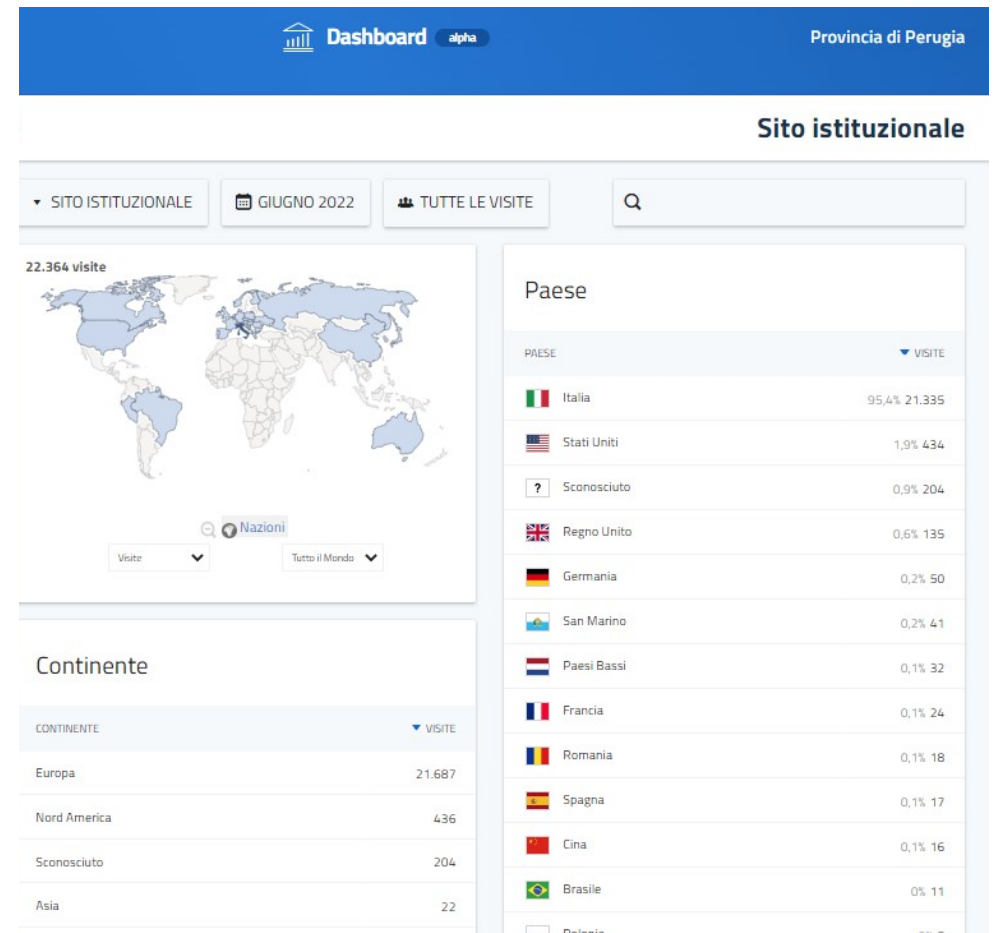 Dashboard alpha
Provincia di Perugia
Sito istituzionale
SITO ISTITUZIONALE
GIUGNO 2022
TUTTE LE VISITE
22.364 visite
Nazioni
Visite
Tutto il Mondo
Continente
CONTINENTE VISITE
Europa 21.687
Nord America 436
Sconosciuto 204
Asia 22
Paese
PAESE VISITE
Italia 95,4% 21.335
Stati Uniti 1,9% 434
? Sconosciuto 0,9% 204
Regno Unito 0,6% 135
Germania 0,2% 50
San Marino 0,2% 41
Paesi Bassi 0,1% 32
Francia 0,1% 24
Romania 0,1% 18
Spagna 0,1% 17
Cina 0,1% 16
Brasile 0% 11